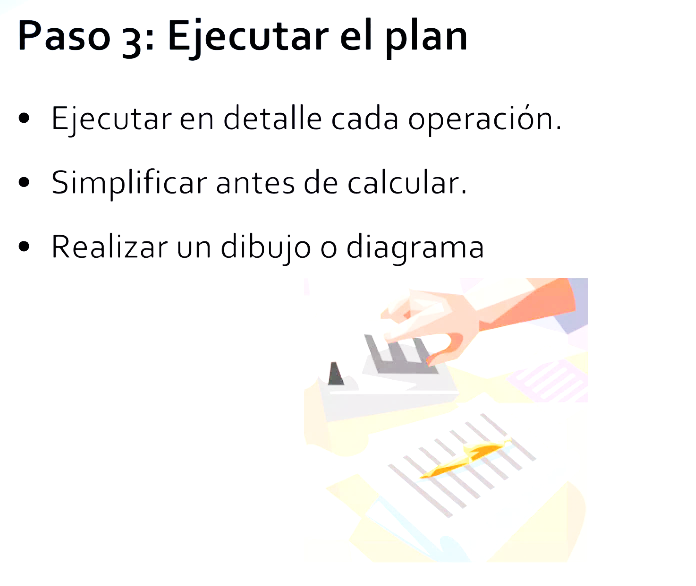 Paso 3: Ejecutar el plan
• Ejecutar en detalle cada operación.
• Simplificar antes de calcular.
• Realizar un dibujo o diagrama